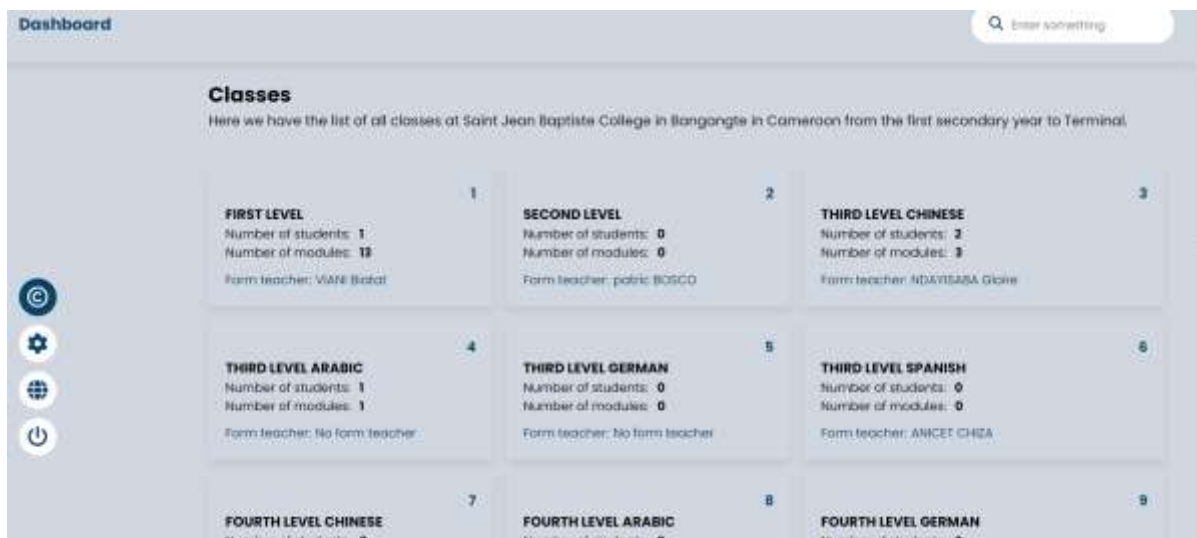 Dashboard
Enter something
Classes
Here we have the list of all classes at Saint Jean Baptiste College in Bangangte in Cameroon from the first secondary year to Terminal.
1
FIRST LEVEL
Number of students: 1
Number of modules: 13
Form teacher: VIANI Biatat
2
SECOND LEVEL
Number of students: 0
Number of modules: 0
Form teacher: patric BOSCO
3
THIRD LEVEL CHINESE
Number of students: 2
Number of modules: 3
Form teacher: NDAYISABA Gloire
4
THIRD LEVEL ARABIC
Number of students: 1
Number of modules: 1
Form teacher: No form teacher
5
THIRD LEVEL GERMAN
Number of students: 0
Number of modules: 0
Form teacher: No form teacher
6
THIRD LEVEL SPANISH
Number of students: 0
Number of modules: 0
Form teacher: ANICET CHIZA
7
FOURTH LEVEL CHINESE
8
FOURTH LEVEL ARABIC
9
FOURTH LEVEL GERMAN